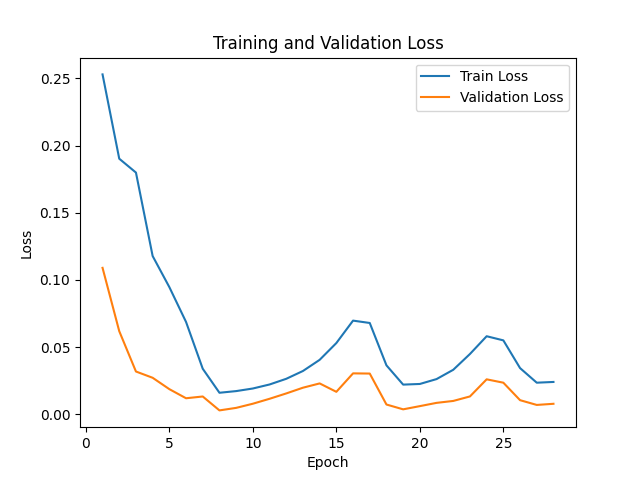 Training and Validation Loss
Train Loss
Validation Loss
0.25
0.20
0.15
0.10
0.05
0.00
Loss
0 5 10 15 20 25
Epoch